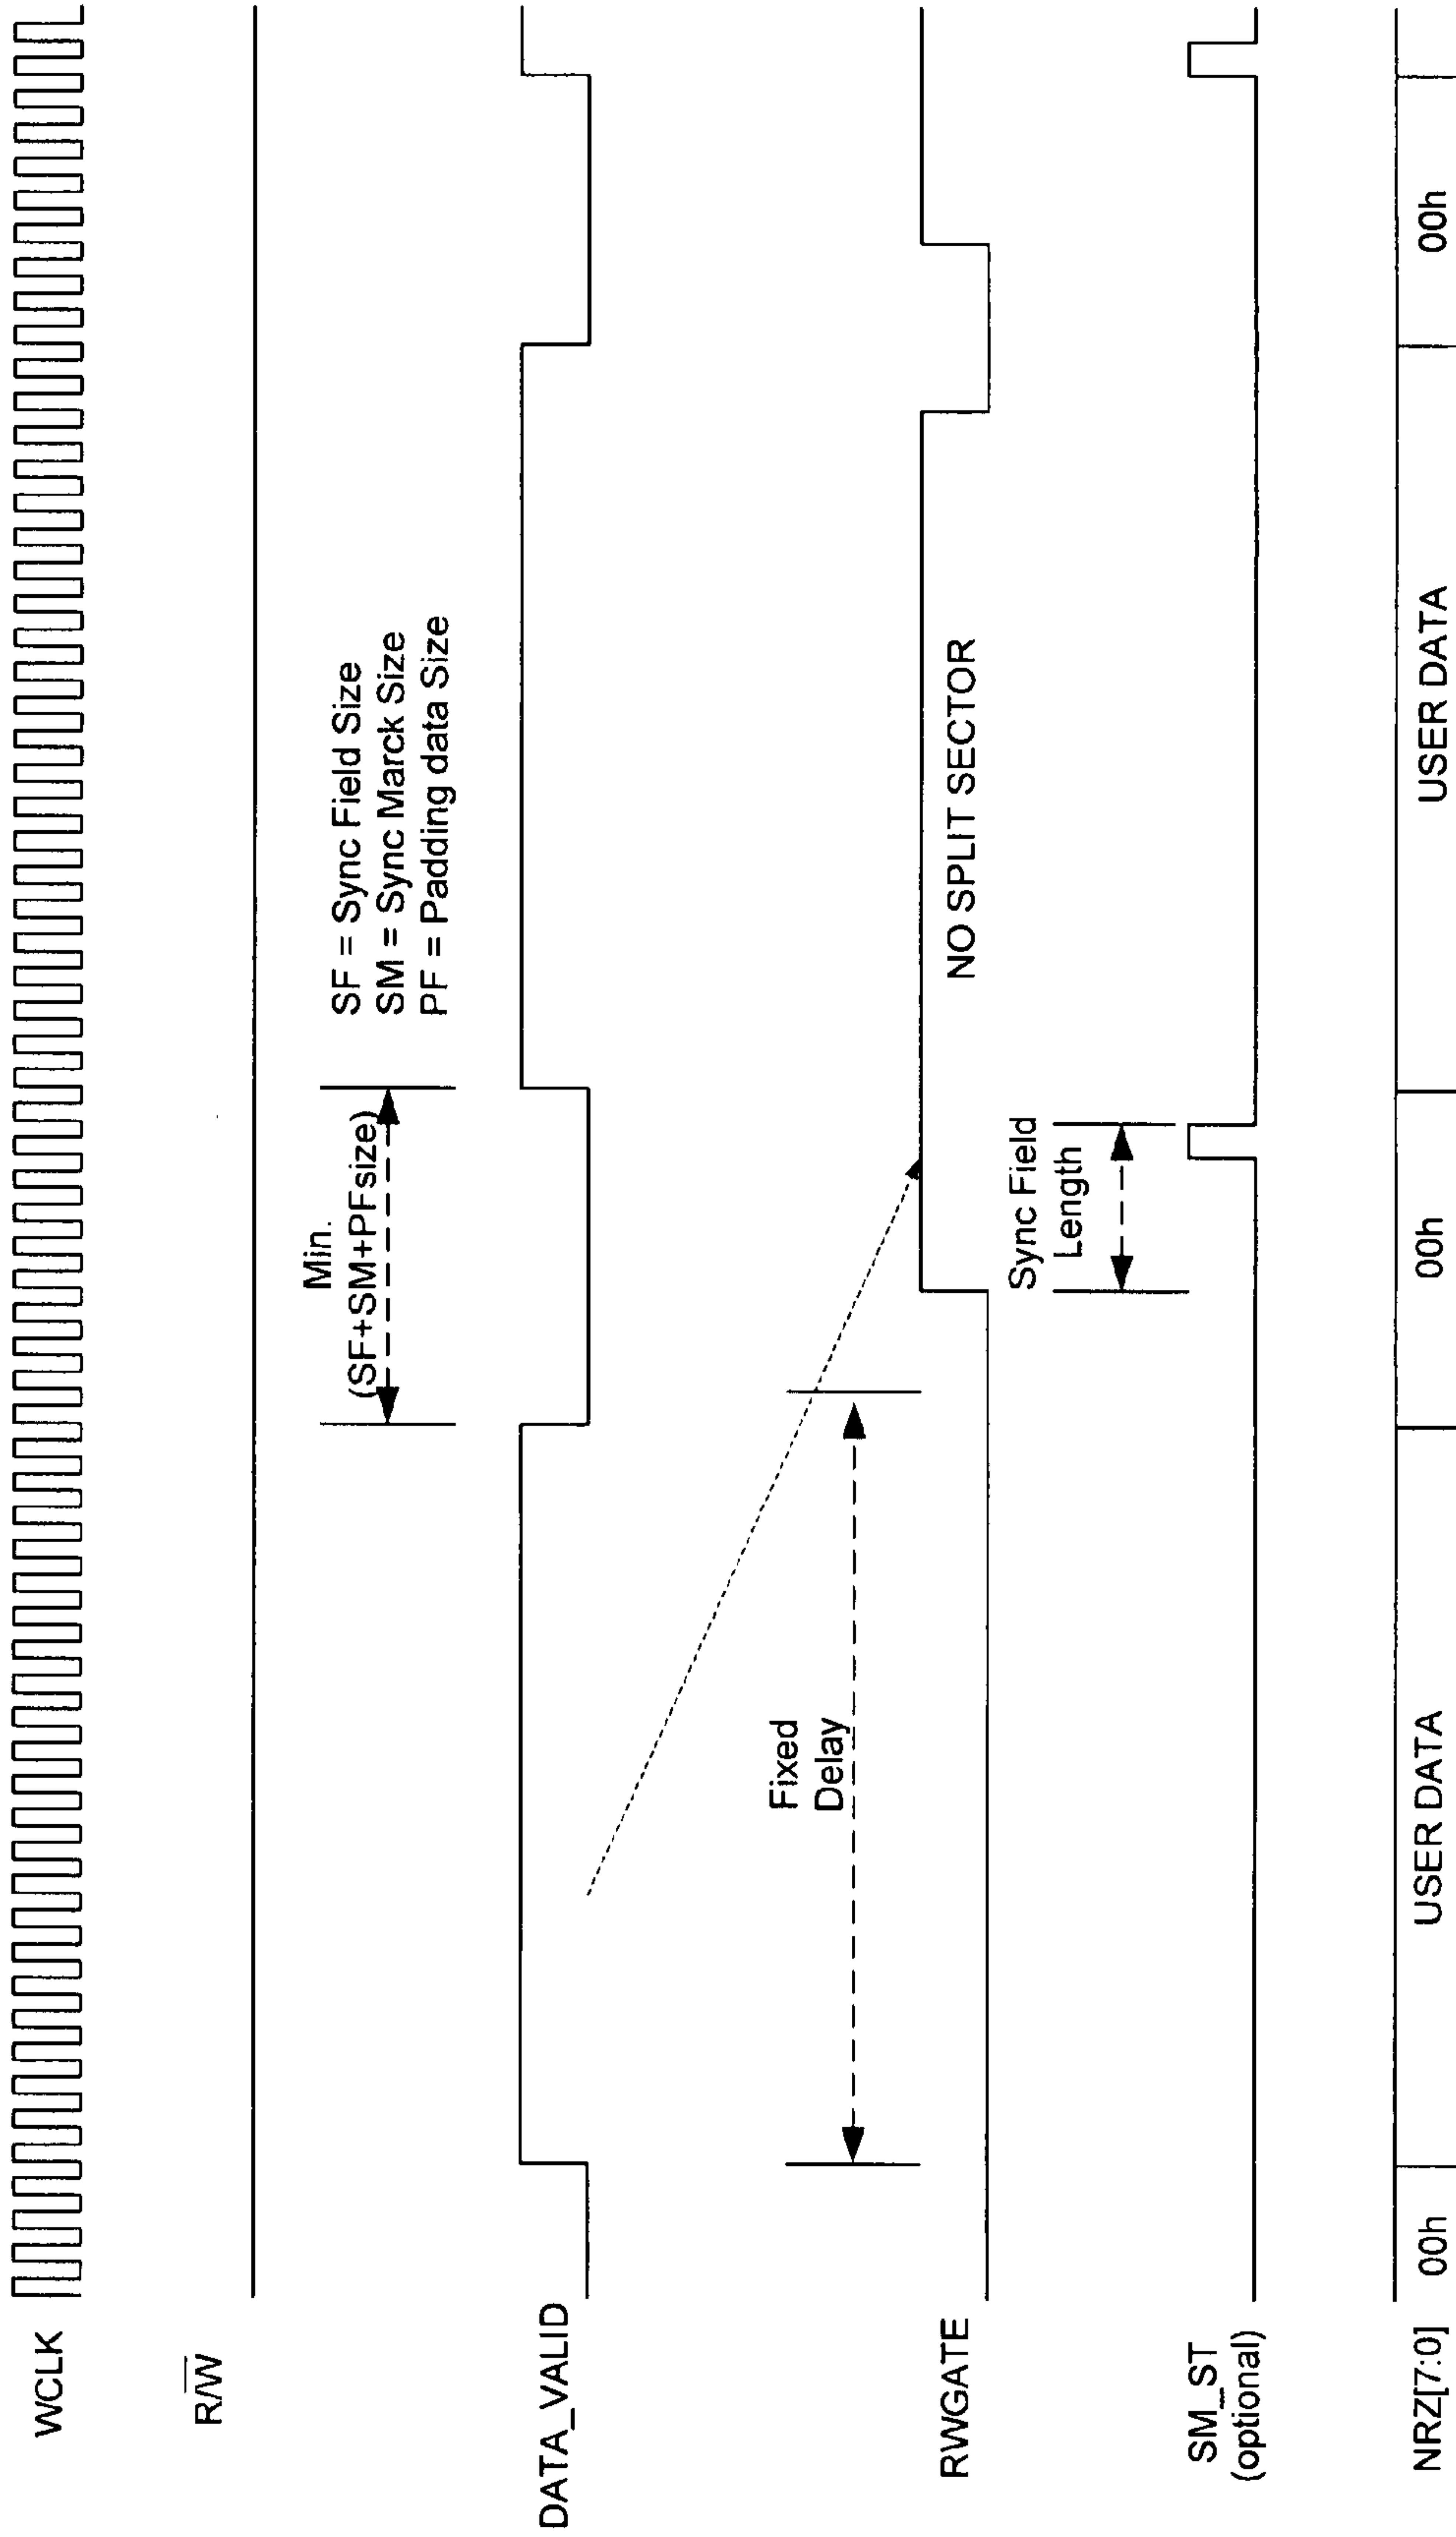 WCLK
R/W
Min.
(SF+SM+PFsize)
SF = Sync Field Size
SM = Sync Marck Size
PF = Padding data Size
DATA_VALID
Fixed
Delay
RWGATE
NO SPLIT SECTOR
Sync Field
Length
SM_ST
(optional)
NRZ[7:0]
00h
USER DATA
00h
USER DATA
00h